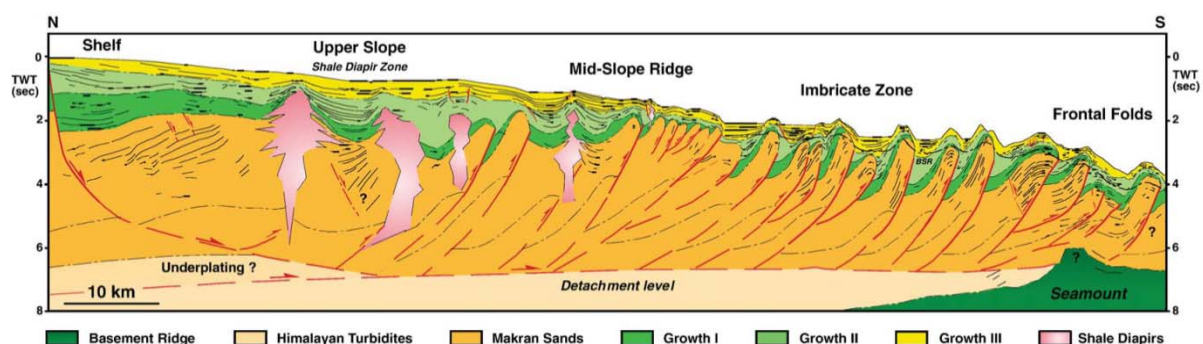 N
S
Shelf
Upper Slope
Shale Diapir Zone
Mid-Slope Ridge
Imbricate Zone
Frontal Folds
0
TWT
(sec)
2
4
6
8
0
TWT
(sec)
2
4
6
8
BSR
?
?
?
Underplating ?
10 km
Detachment level
Seamount
Basement Ridge
Himalayan Turbidites
Makran Sands
Growth I
Growth II
Growth III
Shale Diapirs